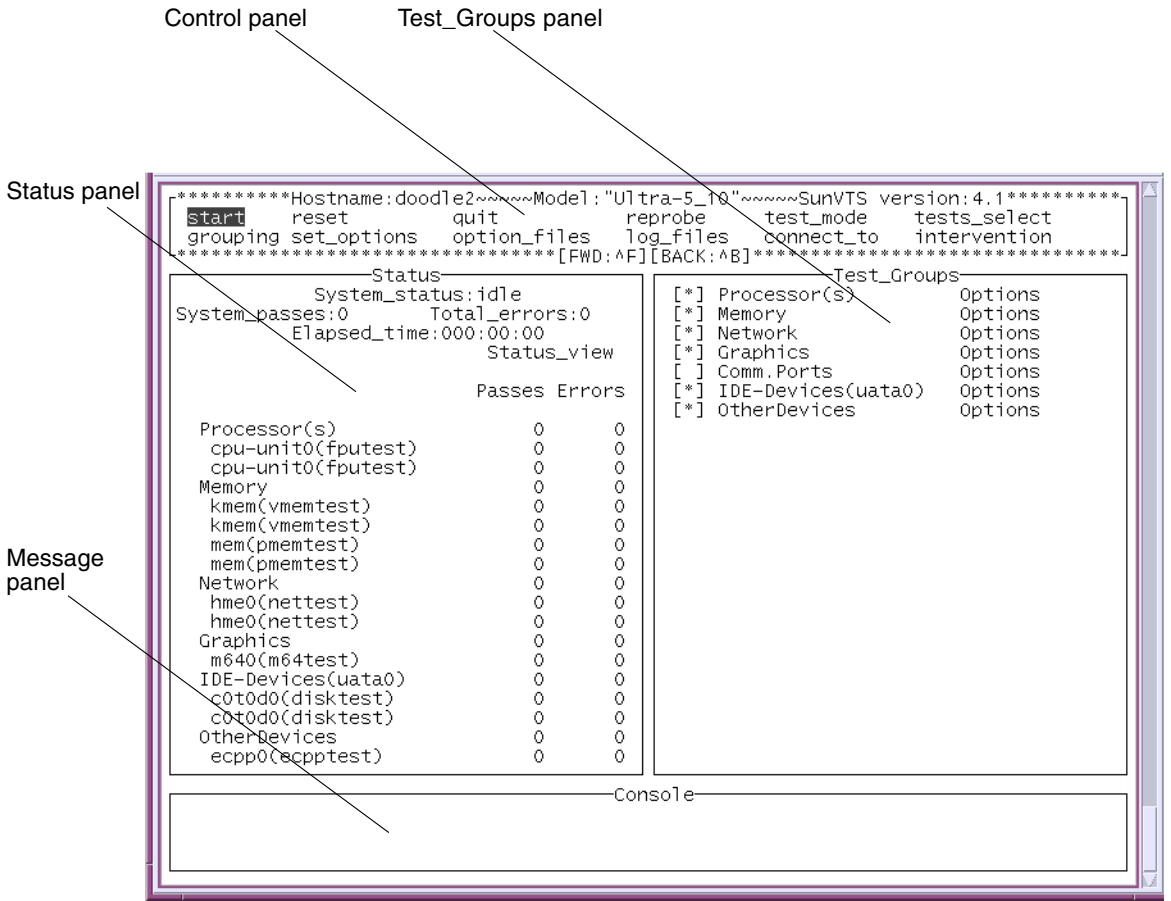 Control panel
Test_Groups panel
Status panel
**********Hostname:doodle2~~~~~Model:"Ultra-5_10"~~~~~SunVTS version:4.1**********
start reset quit reprobe test_mode tests_select
grouping set_options option_files log_files connect_to intervention
**********************************[FWD:^F][BACK:^B]**********************************
Status
System_status:idle
System_passes:0 Total_errors:0
Elapsed_time:000:00:00
Status_view
Passes Errors
Processor(s) 0 0
cpu-unit0(fputest) 0 0
cpu-unit0(fputest) 0 0
Memory 0 0
kmem(vmemtest) 0 0
kmem(vmemtest) 0 0
mem(pmemtest) 0 0
mem(pmemtest) 0 0
Network 0 0
hme0(nettest) 0 0
hme0(nettest) 0 0
Graphics 0 0
m640(m64test) 0 0
IDE-Devices(uata0) 0 0
c0t0d0(disktest) 0 0
c0t0d0(disktest) 0 0
OtherDevices 0 0
ecpp0(ecpptest) 0 0
Test_Groups
[*] Processor(s) Options
[*] Memory Options
[*] Network Options
[*] Graphics Options
[ ] Comm.Ports Options
[*] IDE-Devices(uata0) Options
[*] OtherDevices Options
Message
panel
Console